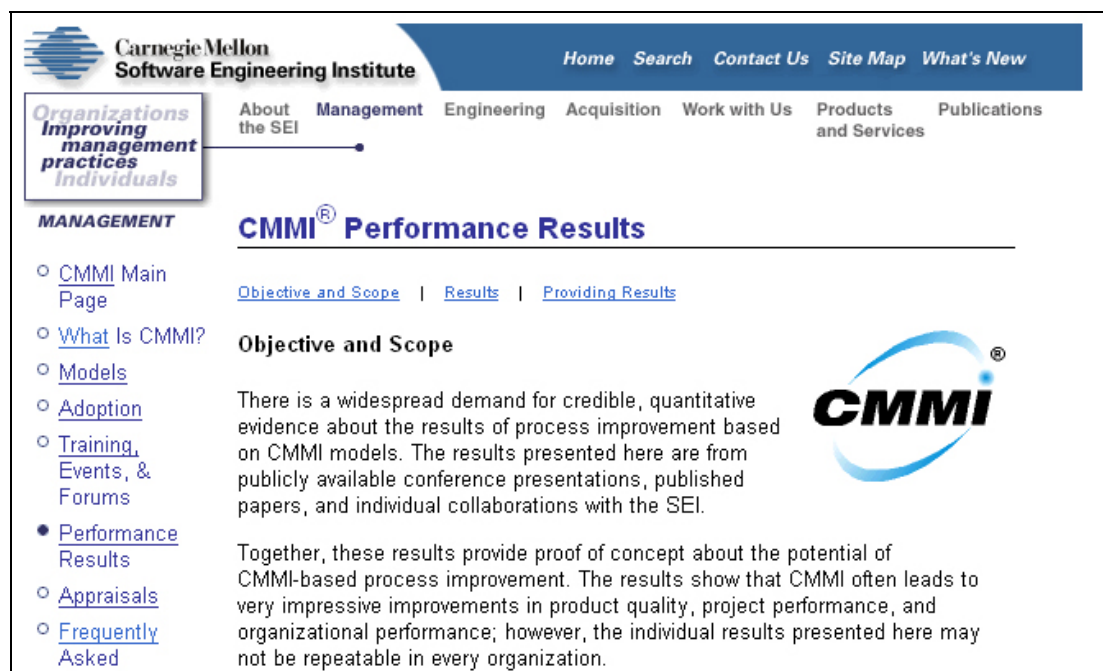 Carnegie Mellon
Software Engineering Institute
Home Search Contact Us Site Map What's New
Organizations
Improving
management
practices
Individuals
About
the SEI
Management
Engineering
Acquisition
Work with Us
Products
and Services
Publications
MANAGEMENT
CMMI Main
Page
What Is CMMI?
Models
Adoption
Training,
Events, &
Forums
Performance
Results
Appraisals
Frequently
Asked
CMMI® Performance Results
Objective and Scope | Results | Providing Results
Objective and Scope
CMMI®
There is a widespread demand for credible, quantitative
evidence about the results of process improvement based
on CMMI models. The results presented here are from
publicly available conference presentations, published
papers, and individual collaborations with the SEI.
Together, these results provide proof of concept about the potential of
CMMI-based process improvement. The results show that CMMI often leads to
very impressive improvements in product quality, project performance, and
organizational performance; however, the individual results presented here may
not be repeatable in every organization.